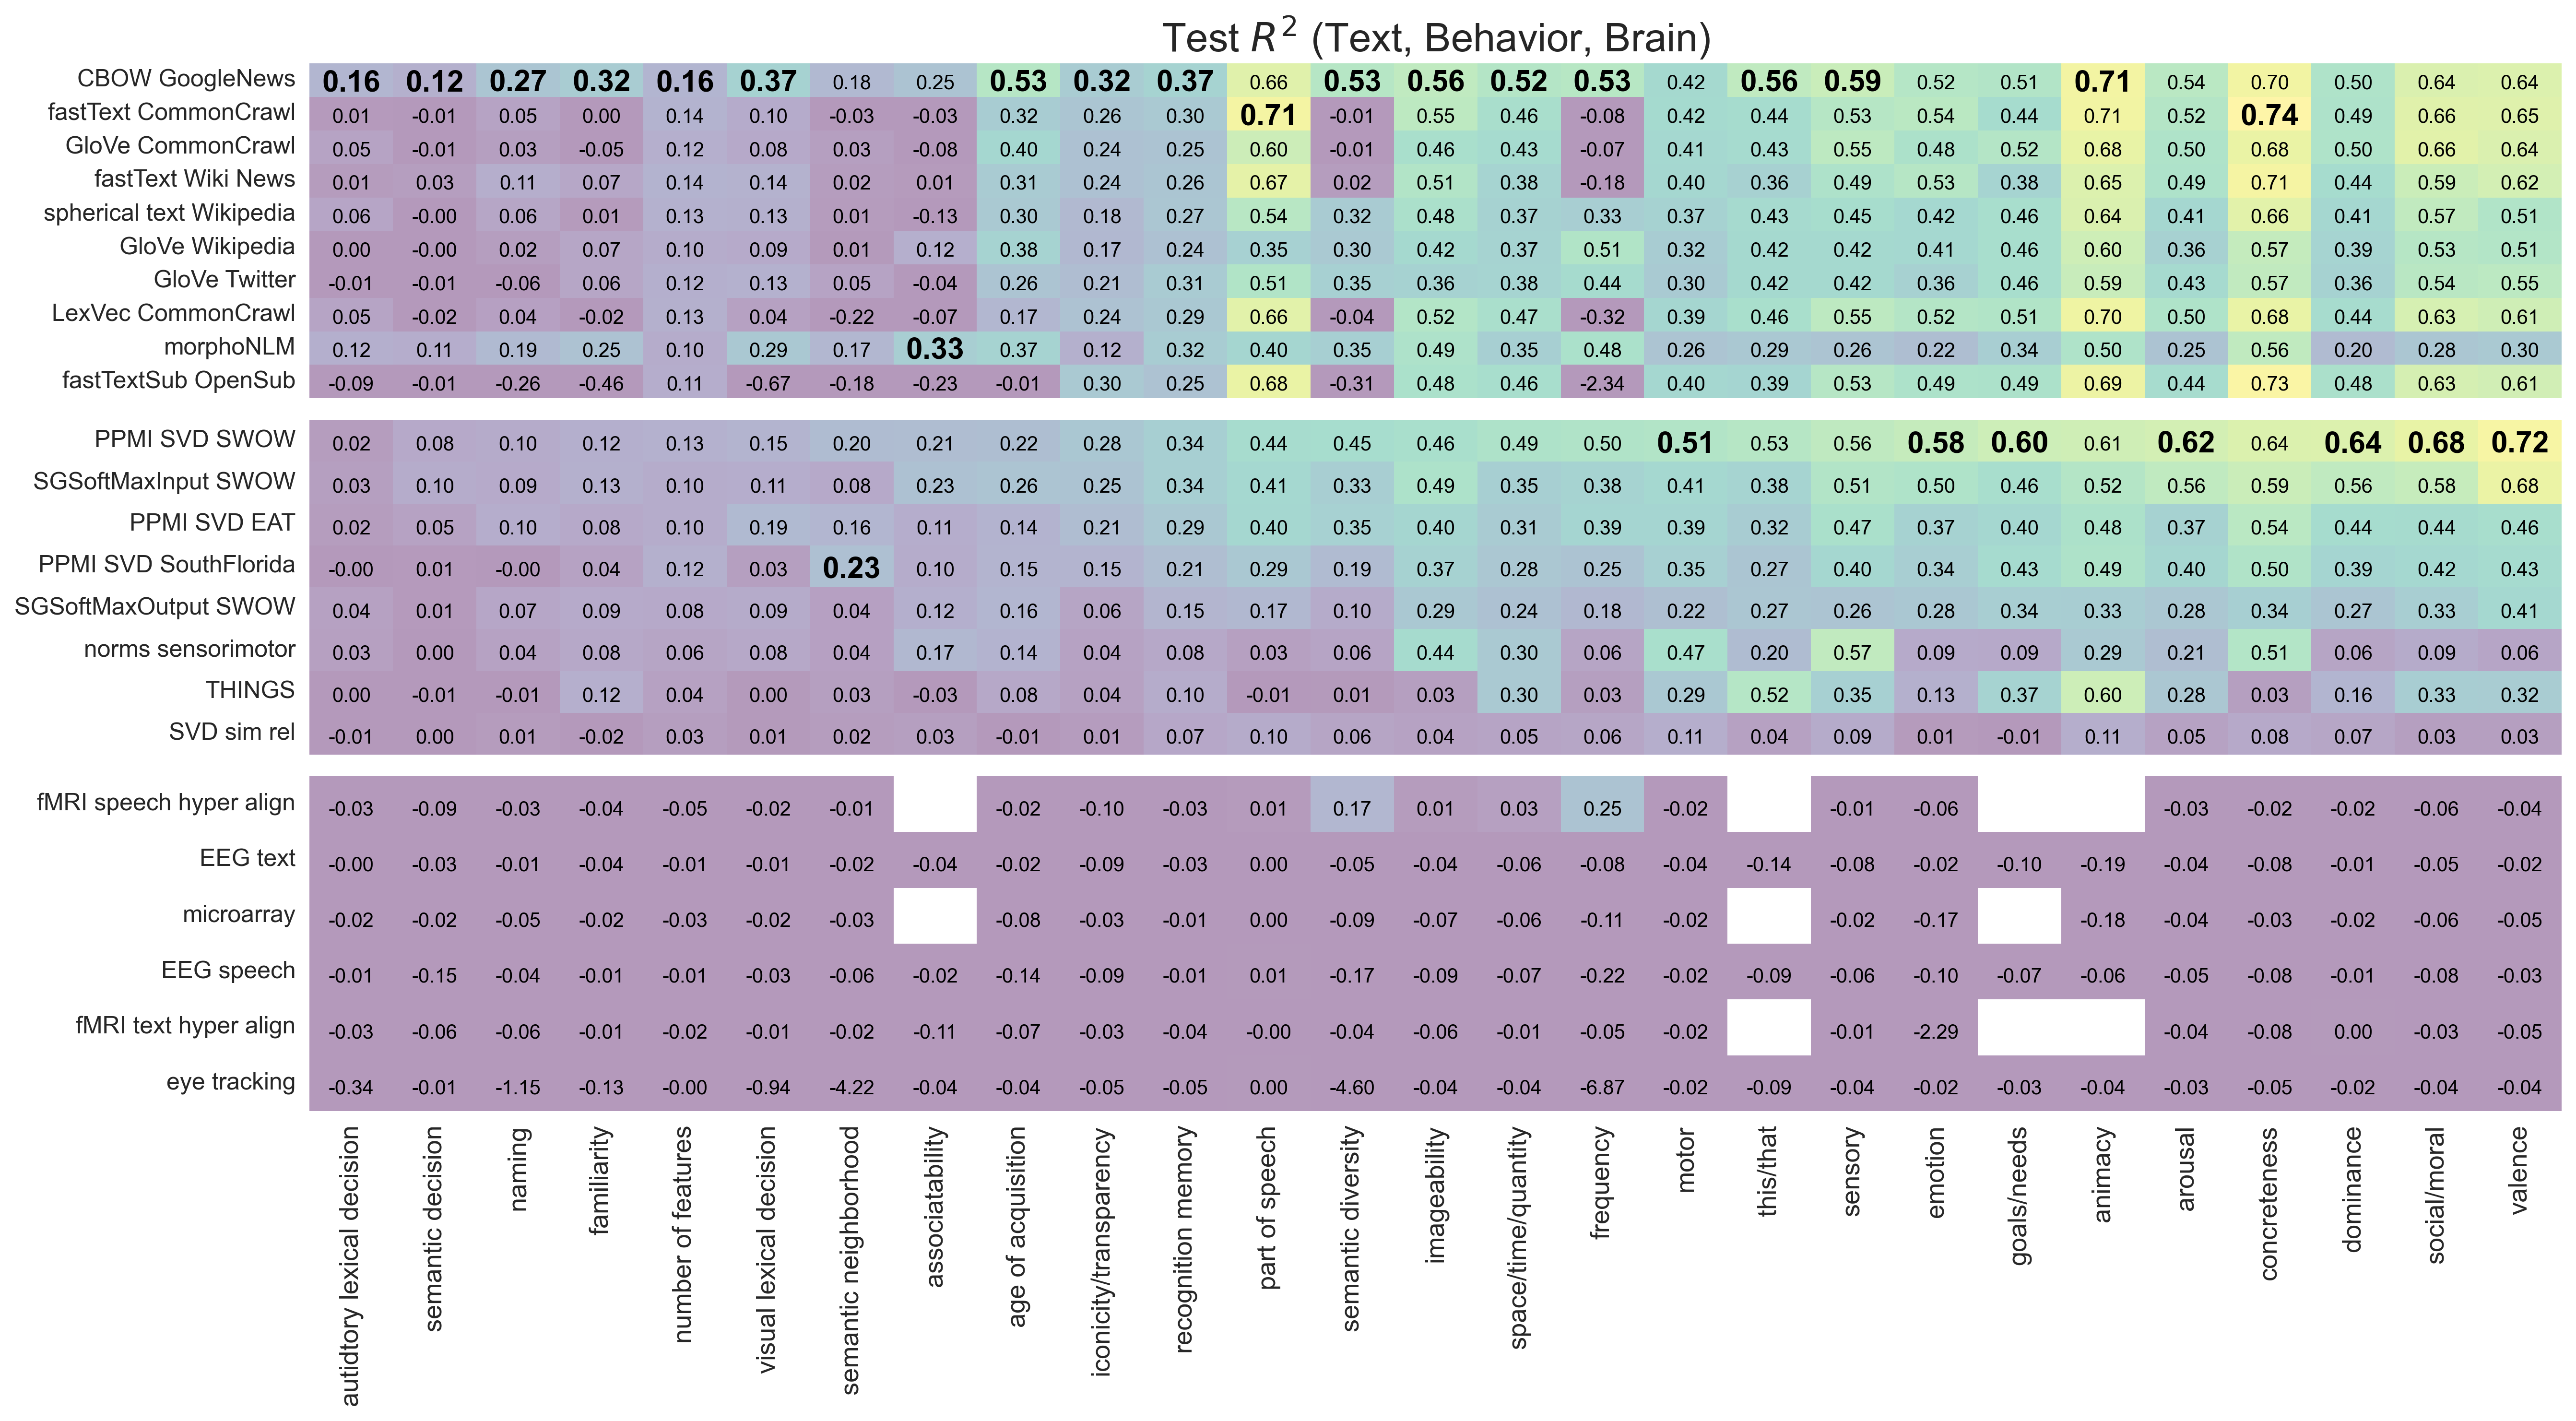 Test R² (Text, Behavior, Brain)
CBOW GoogleNews 0.16 0.12 0.27 0.32 0.16 0.37 0.18 0.25 0.53 0.32 0.37 0.66 0.53 0.56 0.52 0.53 0.42 0.56 0.59 0.52 0.51 0.71 0.54 0.70 0.50 0.64 0.64
fastText CommonCrawl 0.01 -0.01 0.05 0.00 0.14 0.10 -0.03 -0.03 0.32 0.26 0.30 0.71 -0.01 0.55 0.46 -0.08 0.42 0.44 0.53 0.54 0.44 0.71 0.52 0.74 0.49 0.66 0.65
GloVe CommonCrawl 0.05 -0.01 0.03 -0.05 0.12 0.08 0.03 -0.08 0.40 0.24 0.25 0.60 -0.01 0.46 0.43 -0.07 0.41 0.43 0.55 0.48 0.52 0.68 0.50 0.68 0.50 0.66 0.64
fastText Wiki News 0.01 0.03 0.11 0.07 0.14 0.14 0.02 0.01 0.31 0.24 0.26 0.67 0.02 0.51 0.38 -0.18 0.40 0.36 0.49 0.53 0.38 0.65 0.49 0.71 0.44 0.59 0.62
spherical text Wikipedia 0.06 -0.00 0.06 0.01 0.13 0.13 0.01 -0.13 0.30 0.18 0.27 0.54 0.32 0.48 0.37 0.33 0.37 0.43 0.45 0.42 0.46 0.64 0.41 0.66 0.41 0.57 0.51
GloVe Wikipedia 0.00 -0.00 0.02 0.07 0.10 0.09 0.01 0.12 0.38 0.17 0.24 0.35 0.30 0.42 0.37 0.51 0.32 0.42 0.42 0.41 0.46 0.60 0.36 0.57 0.39 0.53 0.51
GloVe Twitter -0.01 -0.01 -0.06 0.06 0.12 0.13 0.05 -0.04 0.26 0.21 0.31 0.51 0.35 0.36 0.38 0.44 0.30 0.42 0.42 0.36 0.46 0.59 0.43 0.57 0.36 0.54 0.55
LexVec CommonCrawl 0.05 -0.02 0.04 -0.02 0.13 0.04 -0.22 -0.07 0.17 0.24 0.29 0.66 -0.04 0.52 0.47 -0.32 0.39 0.46 0.55 0.52 0.51 0.70 0.50 0.68 0.44 0.63 0.61
morphoNLM 0.12 0.11 0.19 0.25 0.10 0.29 0.17 0.33 0.37 0.12 0.32 0.40 0.35 0.49 0.35 0.48 0.26 0.29 0.26 0.22 0.34 0.50 0.25 0.56 0.20 0.28 0.30
fastTextSub OpenSub -0.09 -0.01 -0.26 -0.46 0.11 -0.67 -0.18 -0.23 -0.01 0.30 0.25 0.68 -0.31 0.48 0.46 -2.34 0.40 0.39 0.53 0.49 0.49 0.69 0.44 0.73 0.48 0.63 0.61
PPMI SVD SWOW 0.02 0.08 0.10 0.12 0.13 0.15 0.20 0.21 0.22 0.28 0.34 0.44 0.45 0.46 0.49 0.50 0.51 0.53 0.56 0.58 0.60 0.61 0.62 0.64 0.64 0.68 0.72
SGSoftMaxInput SWOW 0.03 0.10 0.09 0.13 0.10 0.11 0.08 0.23 0.26 0.25 0.34 0.41 0.33 0.49 0.35 0.38 0.41 0.38 0.51 0.50 0.46 0.52 0.56 0.59 0.56 0.58 0.68
PPMI SVD EAT 0.02 0.05 0.10 0.08 0.10 0.19 0.16 0.11 0.14 0.21 0.29 0.40 0.35 0.40 0.31 0.39 0.39 0.32 0.47 0.37 0.40 0.48 0.37 0.54 0.44 0.44 0.46
PPMI SVD SouthFlorida -0.00 0.01 -0.00 0.04 0.12 0.03 0.23 0.10 0.15 0.15 0.21 0.29 0.19 0.37 0.28 0.25 0.35 0.27 0.40 0.34 0.43 0.49 0.40 0.50 0.39 0.42 0.43
SGSoftMaxOutput SWOW 0.04 0.01 0.07 0.09 0.08 0.09 0.04 0.12 0.16 0.06 0.15 0.17 0.10 0.29 0.24 0.18 0.22 0.27 0.26 0.28 0.34 0.33 0.28 0.34 0.27 0.33 0.41
norms sensorimotor 0.03 0.00 0.04 0.08 0.06 0.08 0.04 0.17 0.14 0.04 0.08 0.03 0.06 0.44 0.30 0.06 0.47 0.20 0.57 0.09 0.09 0.29 0.21 0.51 0.06 0.09 0.06
THINGS 0.00 -0.01 -0.01 0.12 0.04 0.00 0.03 -0.03 0.08 0.04 0.10 -0.01 0.01 0.03 0.30 0.03 0.29 0.52 0.35 0.13 0.37 0.60 0.28 0.03 0.16 0.33 0.32
SVD sim rel -0.01 0.00 0.01 -0.02 0.03 0.01 0.02 0.03 -0.01 0.01 0.07 0.10 0.06 0.04 0.05 0.06 0.11 0.04 0.09 0.01 -0.01 0.11 0.05 0.08 0.07 0.03 0.03
fMRI speech hyper align -0.03 -0.09 -0.03 -0.04 -0.05 -0.02 -0.01 -0.02 -0.10 -0.03 0.01 0.17 0.01 0.03 0.25 -0.02 -0.01 -0.06 -0.03 -0.02 -0.02 -0.06 -0.04
EEG text -0.00 -0.03 -0.01 -0.04 -0.01 -0.01 -0.02 -0.04 -0.02 -0.09 -0.03 0.00 -0.05 -0.04 -0.06 -0.08 -0.04 -0.14 -0.08 -0.02 -0.10 -0.19 -0.04 -0.08 -0.01 -0.05 -0.02
microarray -0.02 -0.02 -0.05 -0.02 -0.03 -0.02 -0.03 -0.08 -0.03 -0.01 0.00 -0.09 -0.07 -0.06 -0.11 -0.02 -0.02 -0.17 -0.18 -0.04 -0.03 -0.02 -0.06 -0.05
EEG speech -0.01 -0.15 -0.04 -0.01 -0.01 -0.03 -0.06 -0.02 -0.14 -0.09 -0.01 0.01 -0.17 -0.09 -0.07 -0.22 -0.02 -0.09 -0.06 -0.10 -0.07 -0.06 -0.05 -0.08 -0.01 -0.08 -0.03
fMRI text hyper align -0.03 -0.06 -0.06 -0.01 -0.02 -0.01 -0.02 -0.11 -0.07 -0.03 -0.04 -0.00 -0.04 -0.06 -0.01 -0.05 -0.02 -0.01 -2.29 -0.04 -0.08 0.00 -0.03 -0.05
eye tracking -0.34 -0.01 -1.15 -0.13 -0.00 -0.94 -4.22 -0.04 -0.04 -0.05 -0.05 0.00 -4.60 -0.04 -0.04 -6.87 -0.02 -0.09 -0.04 -0.02 -0.03 -0.04 -0.03 -0.05 -0.02 -0.04 -0.04
autidtory lexical decision
semantic decision
naming
familiarity
number of features
visual lexical decision
semantic neighborhood
associatability
age of acquisition
iconicity/transparency
recognition memory
part of speech
semantic diversity
imageability
space/time/quantity
frequency
motor
this/that
sensory
emotion
goals/needs
animacy
arousal
concreteness
dominance
social/moral
valence